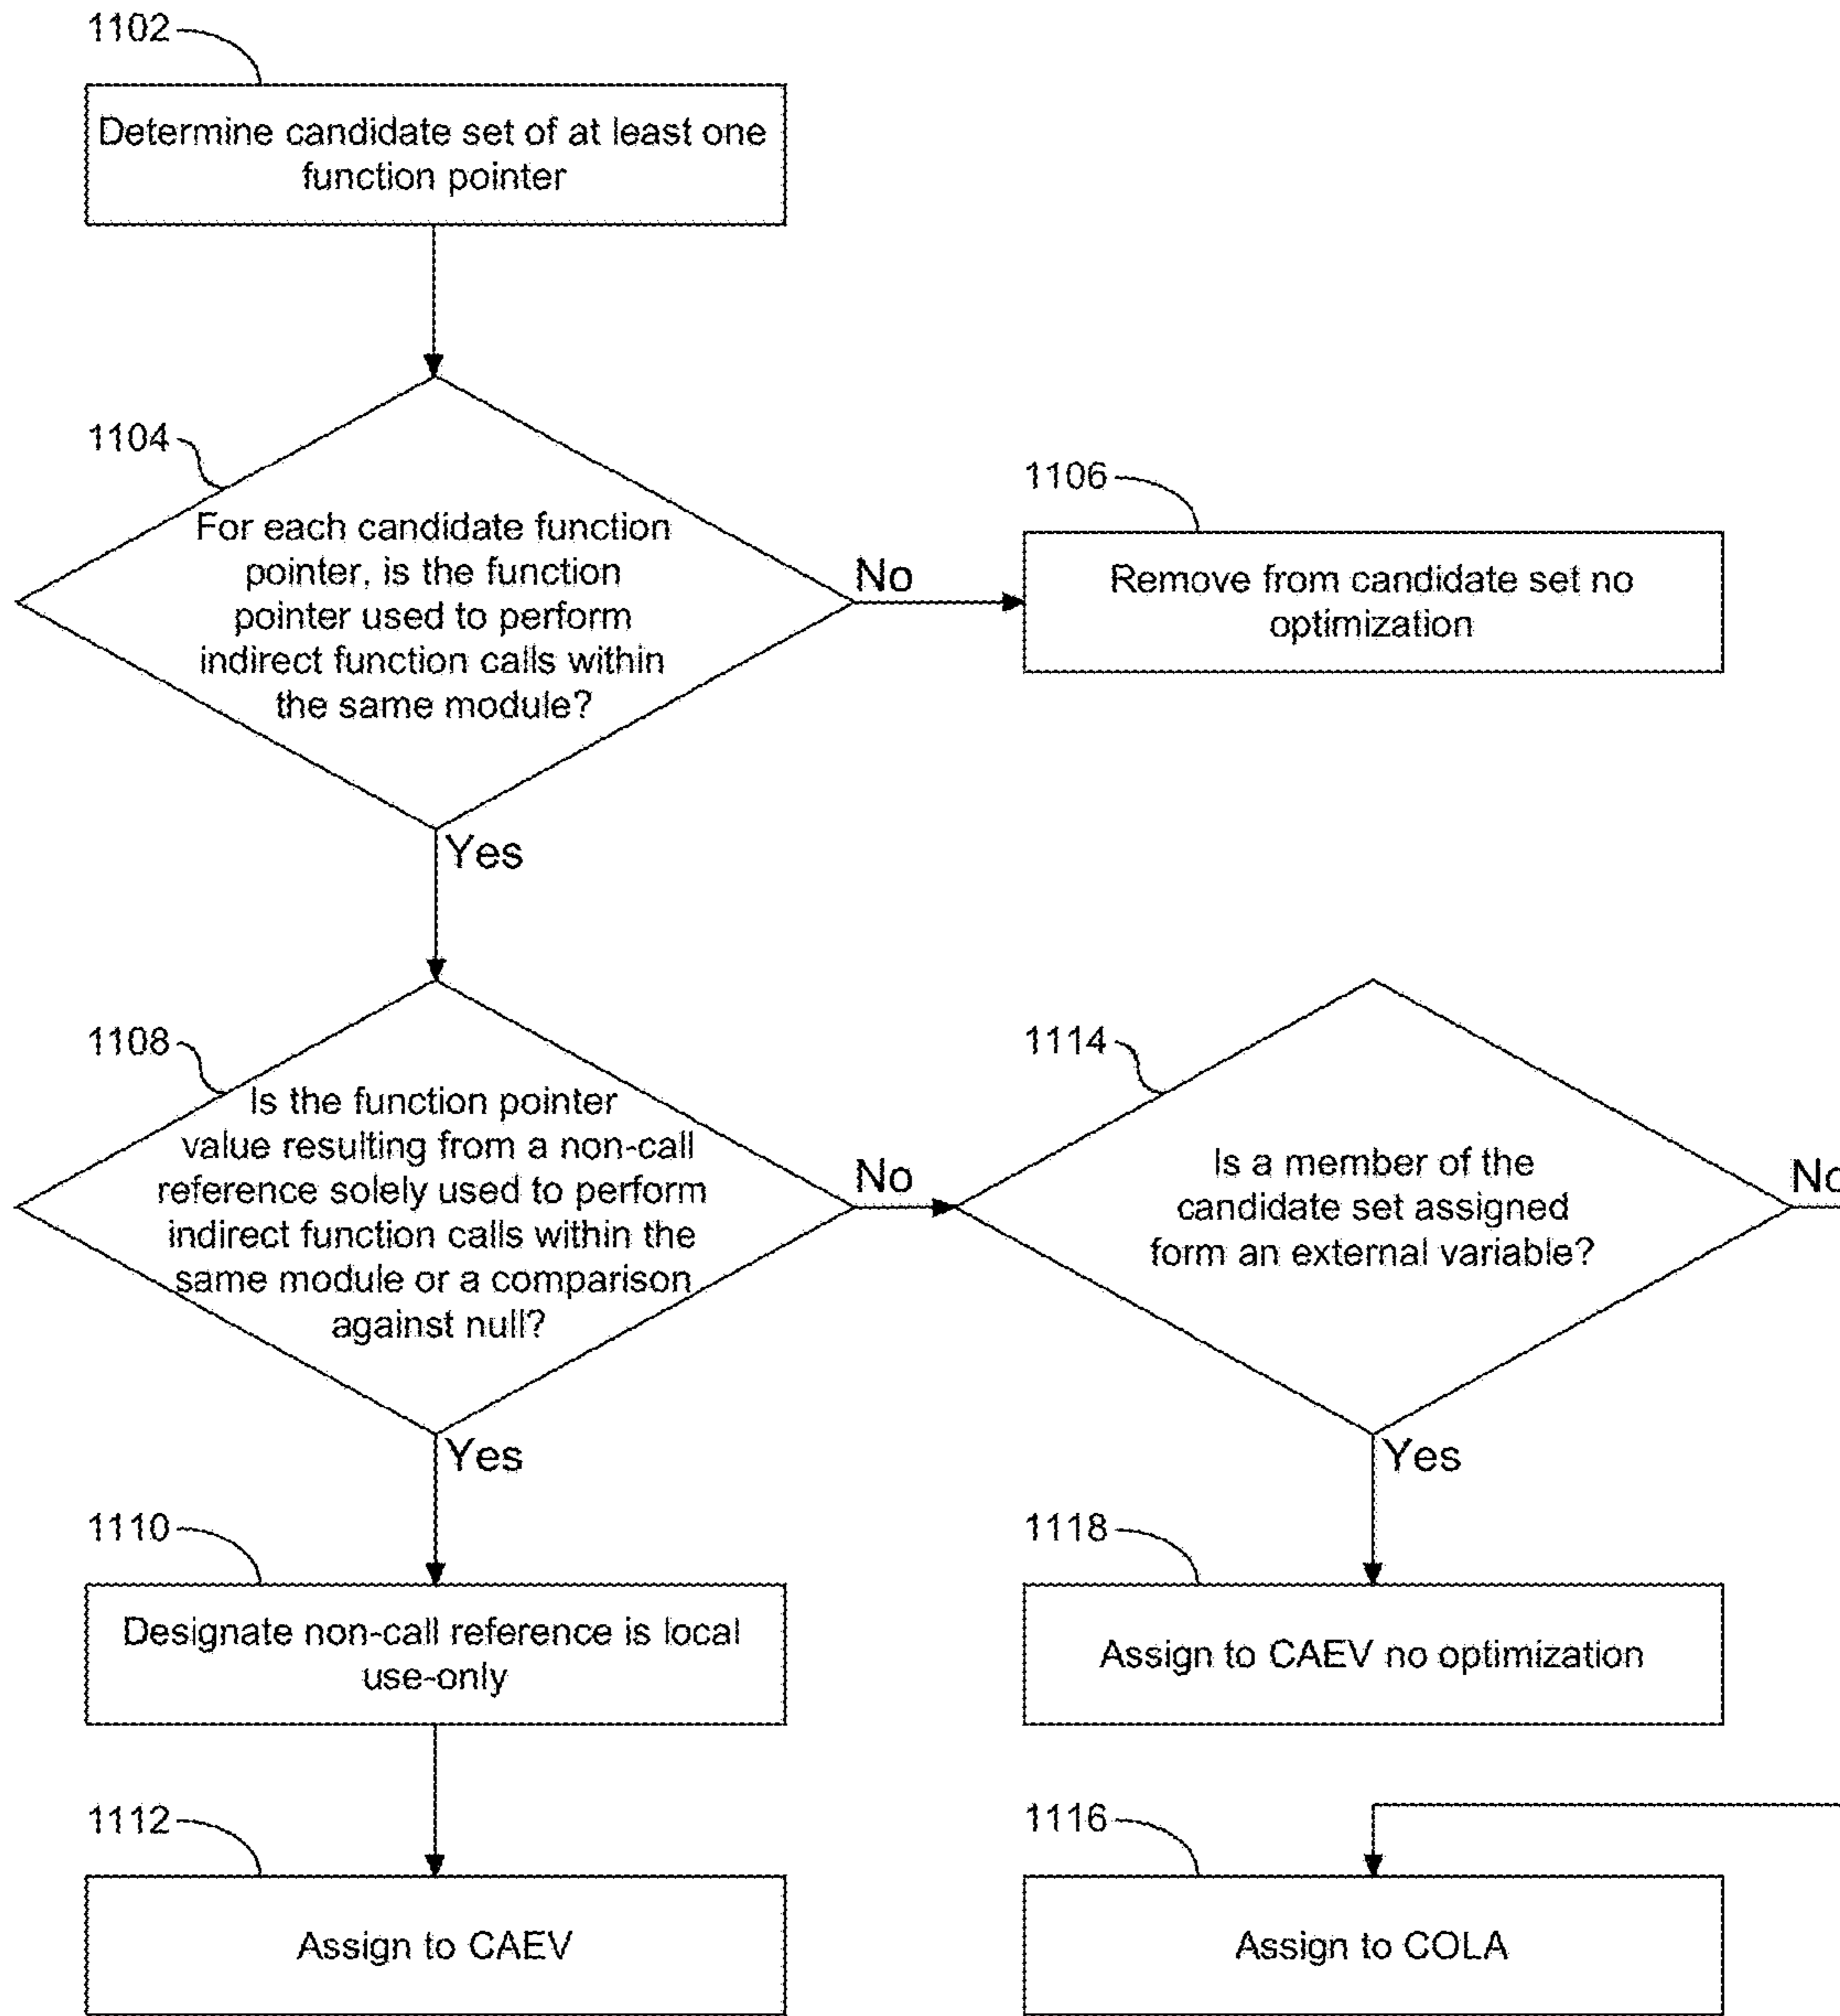 1102
Determine candidate set of at least one
function pointer
1104
For each candidate function
pointer, is the function
pointer used to perform
indirect function calls within
the same module?
No
1106
Remove from candidate set no
optimization
Yes
1108
Is the function pointer
value resulting from a non-call
reference solely used to perform
indirect function calls within the
same module or a comparison
against null?
No
1114
Is a member of the
candidate set assigned
form an external variable?
No
Yes
Yes
1110
Designate non-call reference is local
use-only
1118
Assign to CAEV no optimization
1112
Assign to CAEV
1116
Assign to COLA